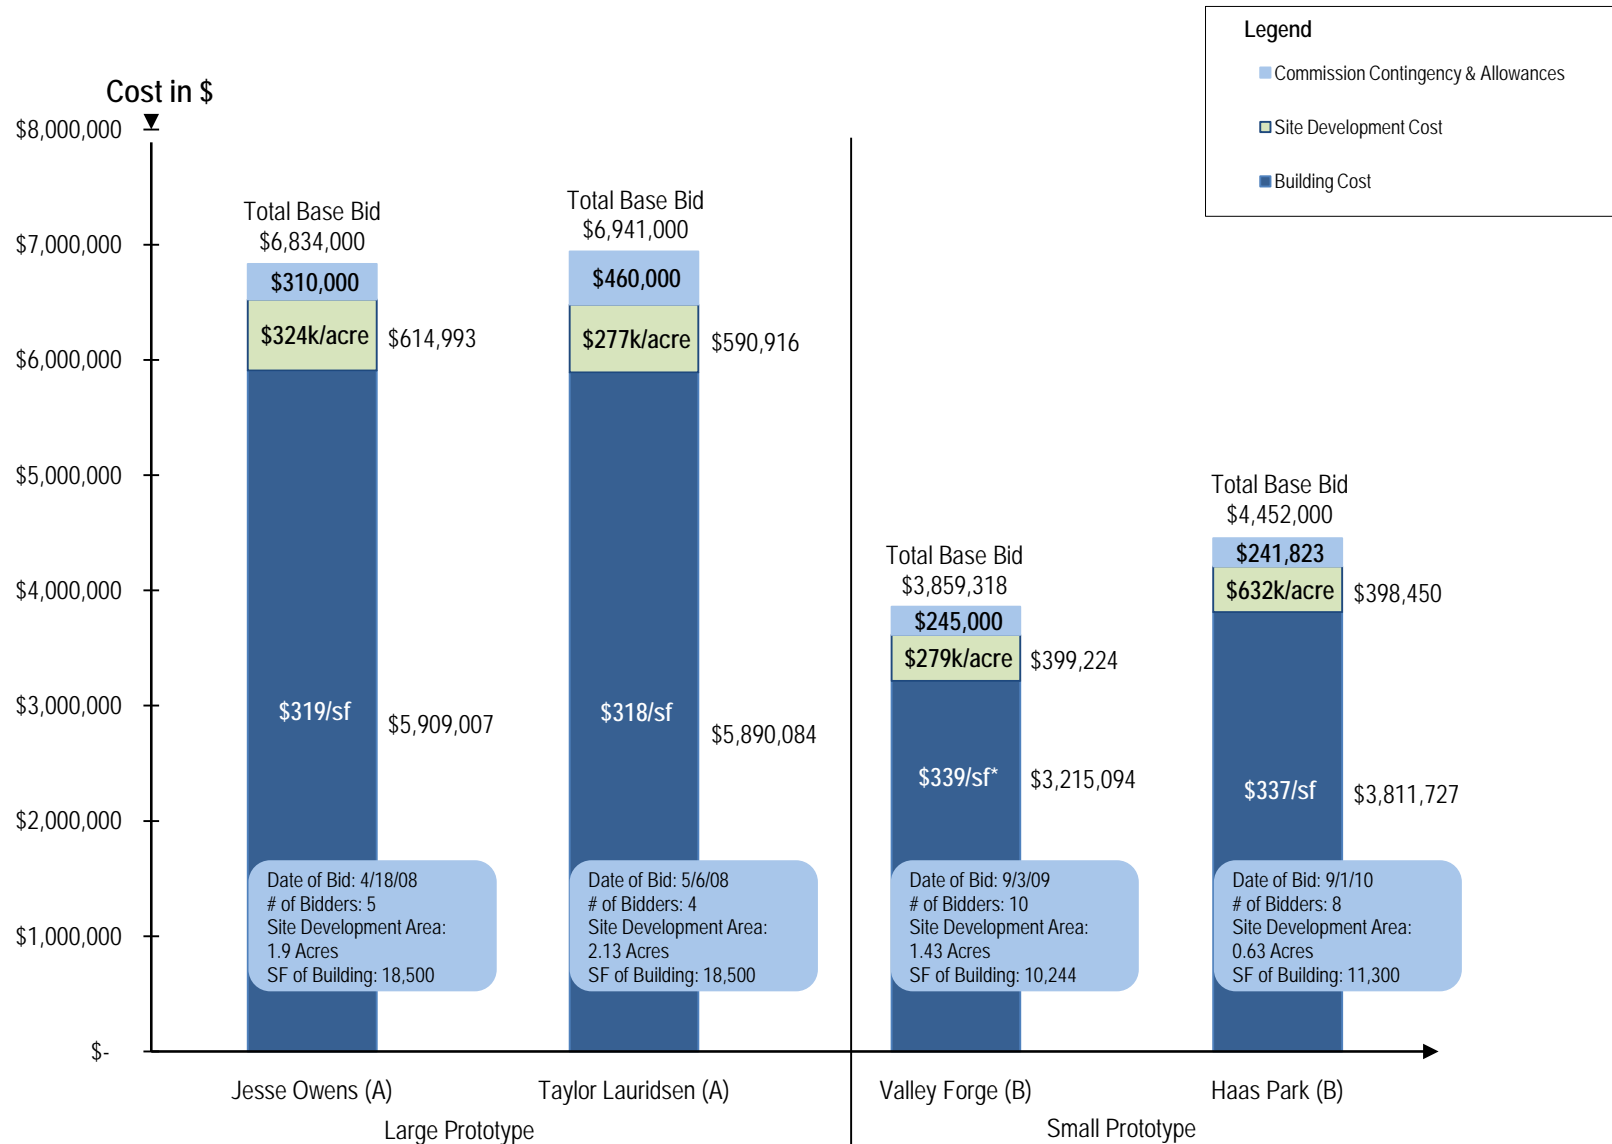 Legend
Commission Contingency & Allowances
Site Development Cost
Building Cost
Cost in $
$8,000,000
$7,000,000
$6,000,000
$5,000,000
$4,000,000
$3,000,000
$2,000,000
$1,000,000
$-
Total Base Bid
$6,834,000
$310,000
$324k/acre
$614,993
$319/sf
$5,909,007
Date of Bid: 4/18/08
# of Bidders: 5
Site Development Area:
1.9 Acres
SF of Building: 18,500
Total Base Bid
$6,941,000
$460,000
$277k/acre
$590,916
$318/sf
$5,890,084
Date of Bid: 5/6/08
# of Bidders: 4
Site Development Area:
2.13 Acres
SF of Building: 18,500
Total Base Bid
$3,859,318
$245,000
$279k/acre
$399,224
$339/sf*
$3,215,094
Date of Bid: 9/3/09
# of Bidders: 10
Site Development Area:
1.43 Acres
SF of Building: 10,244
Total Base Bid
$4,452,000
$241,823
$632k/acre
$398,450
$337/sf
$3,811,727
Date of Bid: 9/1/10
# of Bidders: 8
Site Development Area:
0.63 Acres
SF of Building: 11,300
Jesse Owens (A)
Taylor Lauridsen (A)
Valley Forge (B)
Haas Park (B)
Large Prototype
Small Prototype